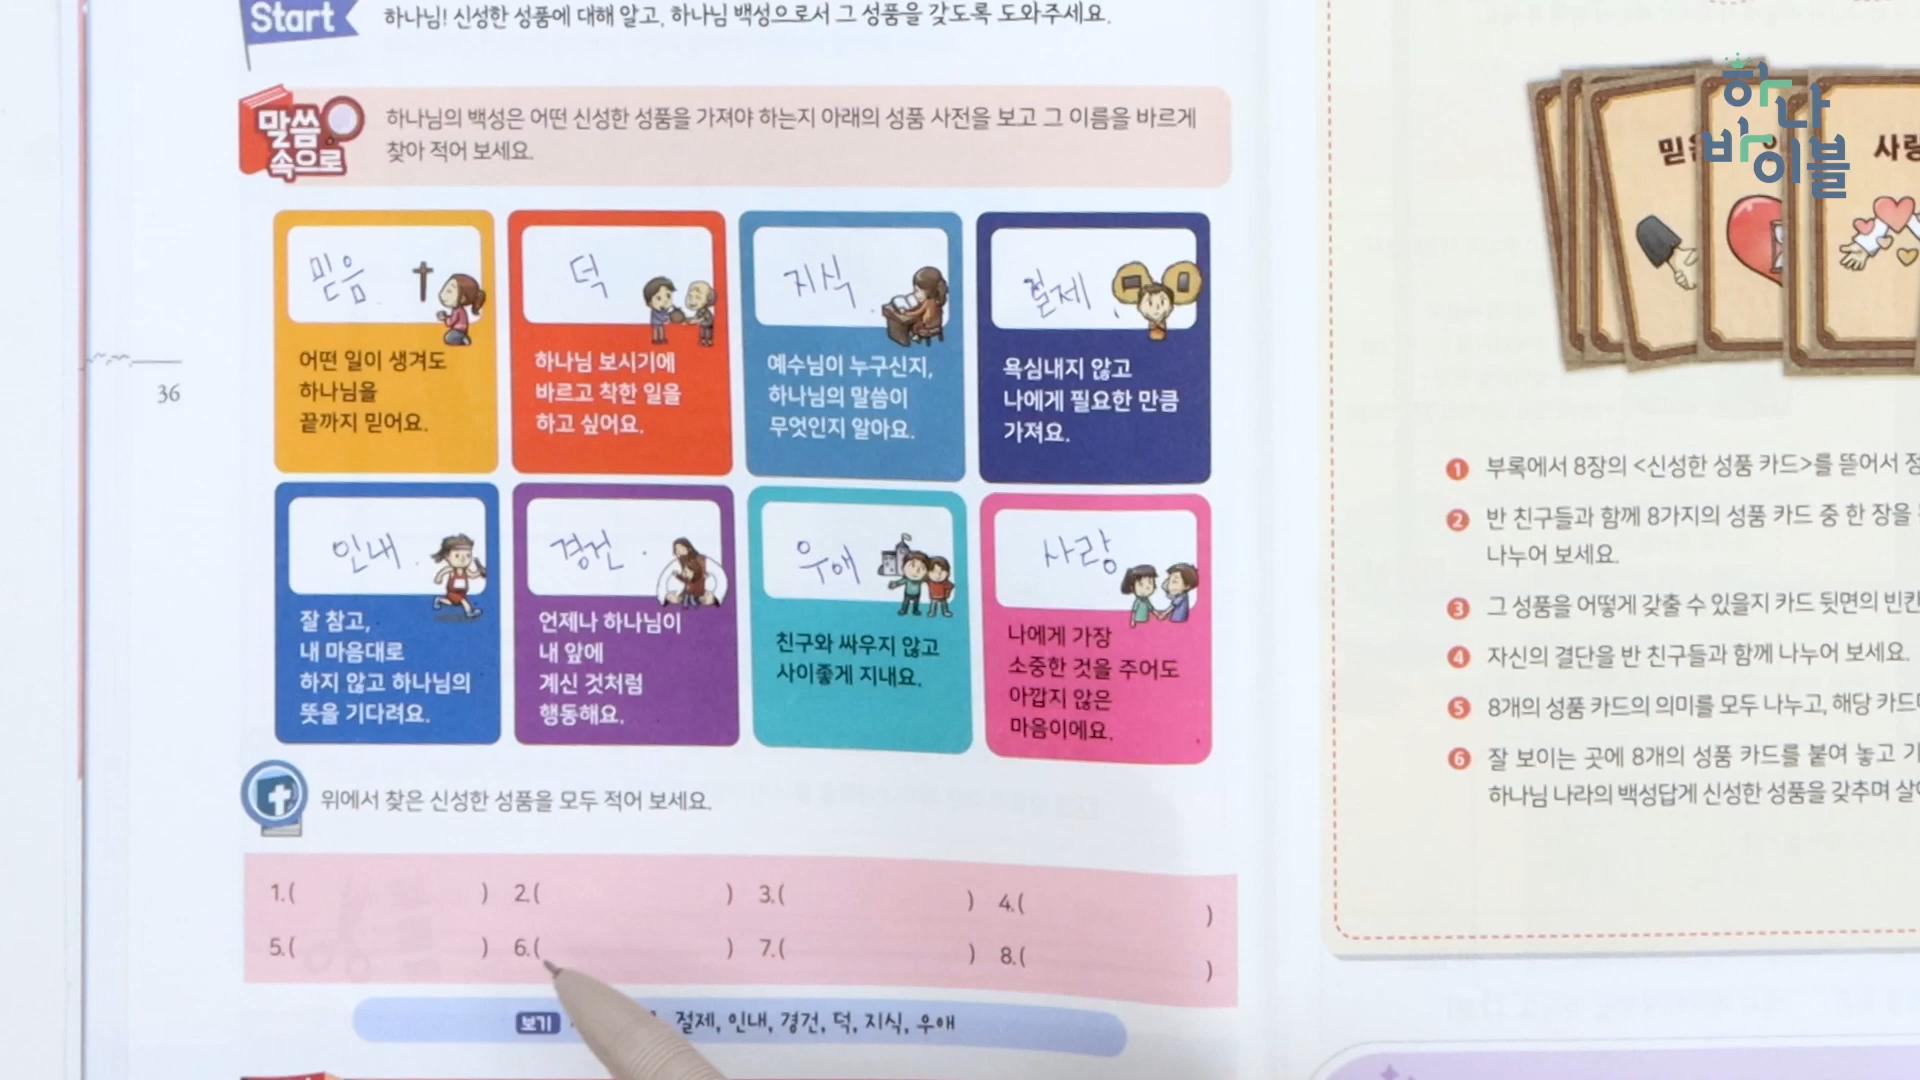 Start
하나님! 신성한 성품에 대해 알고, 하나님 백성으로서 그 성품을 갖도록 도와주세요.
말씀
속으로
하나님의 백성은 어떤 신성한 성품을 가져야 하는지 아래의 성품 사전을 보고 그 이름을 바르게
찾아 적어 보세요.
믿음
어떤 일이 생겨도
하나님을
끝까지 믿어요.
덕
하나님 보시기에
바르고 착한 일을
하고 싶어요.
지식
예수님이 누구신지,
하나님의 말씀이
무엇인지 알아요.
절제
욕심내지 않고
나에게 필요한 만큼
가져요.
인내
잘 참고,
내 마음대로
하지 않고 하나님의
뜻을 기다려요.
경건
언제나 하나님이
내 앞에
계신 것처럼
행동해요.
우애
친구와 싸우지 않고
사이좋게 지내요.
사랑
나에게 가장
소중한 것을 주어도
아깝지 않은
마음이에요.
위에서 찾은 신성한 성품을 모두 적어 보세요.
1.( ) 2.( ) 3.( ) 4.( )
5.( ) 6.( ) 7.( ) 8.( )
보기 절제, 인내, 경건, 덕, 지식, 우애
36
하나
바이블
1 부록에서 8장의 <신성한 성품 카드>를 뜯어서
2 반 친구들과 함께 8가지의 성품 카드 중 한 장을
나누어 보세요.
3 그 성품을 어떻게 갖출 수 있을지 카드 뒷면의
4 자신의 결단을 반 친구들과 함께 나누어 보세요.
5 8개의 성품 카드의 의미를 모두 나누고, 해당
6 잘 보이는 곳에 8개의 성품 카드를 붙여 놓고
하나님 나라의 백성답게 신성한 성품을 갖추며